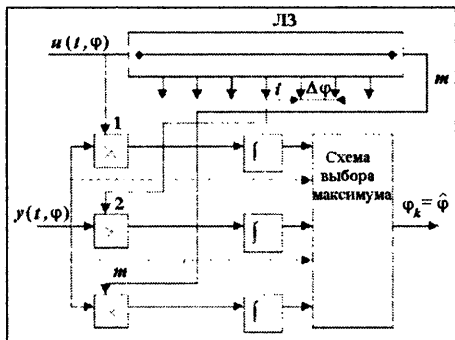 ЛЗ
u(t,φ)
m
t Δφ
1
× ∫
Схема
выбора
максимума
2
y(t,φ)
× ∫
φₖ = φ̂
m
× ∫